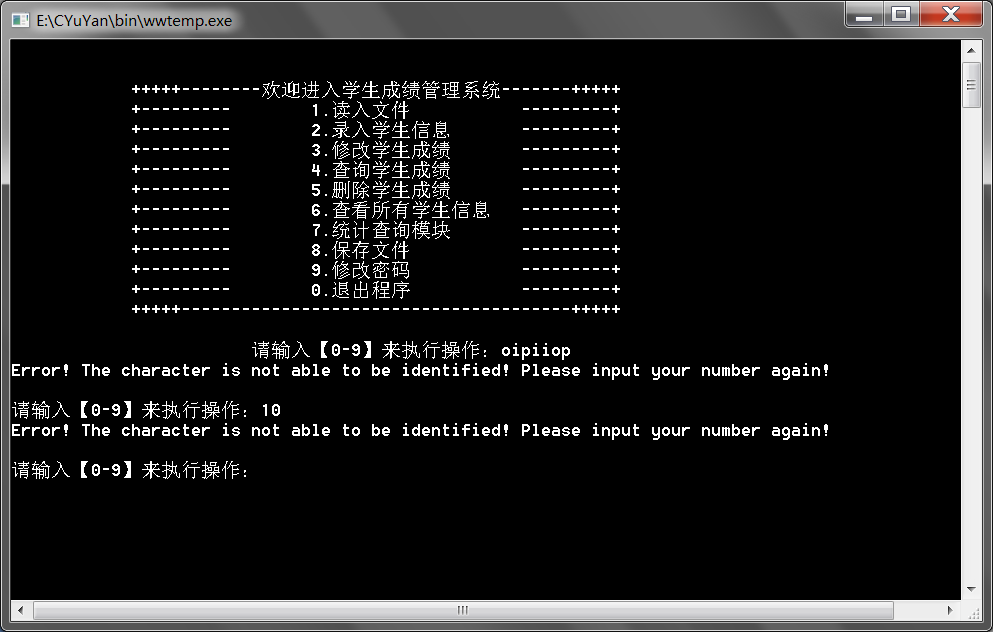 E:\CYuYan\bin\wwtemp.exe
+++++--------欢迎进入学生成绩管理系统-------+++++
+---------        1.读入文件           ---------+
+---------        2.录入学生信息       ---------+
+---------        3.修改学生成绩       ---------+
+---------        4.查询学生成绩       ---------+
+---------        5.删除学生成绩       ---------+
+---------        6.查看所有学生信息   ---------+
+---------        7.统计查询模块       ---------+
+---------        8.保存文件           ---------+
+---------        9.修改密码           ---------+
+---------        0.退出程序           ---------+
+++++---------------------------------------+++++
请输入【0-9】来执行操作：oipiiop
Error! The character is not able to be identified! Please input your number again!
请输入【0-9】来执行操作：10
Error! The character is not able to be identified! Please input your number again!
请输入【0-9】来执行操作：